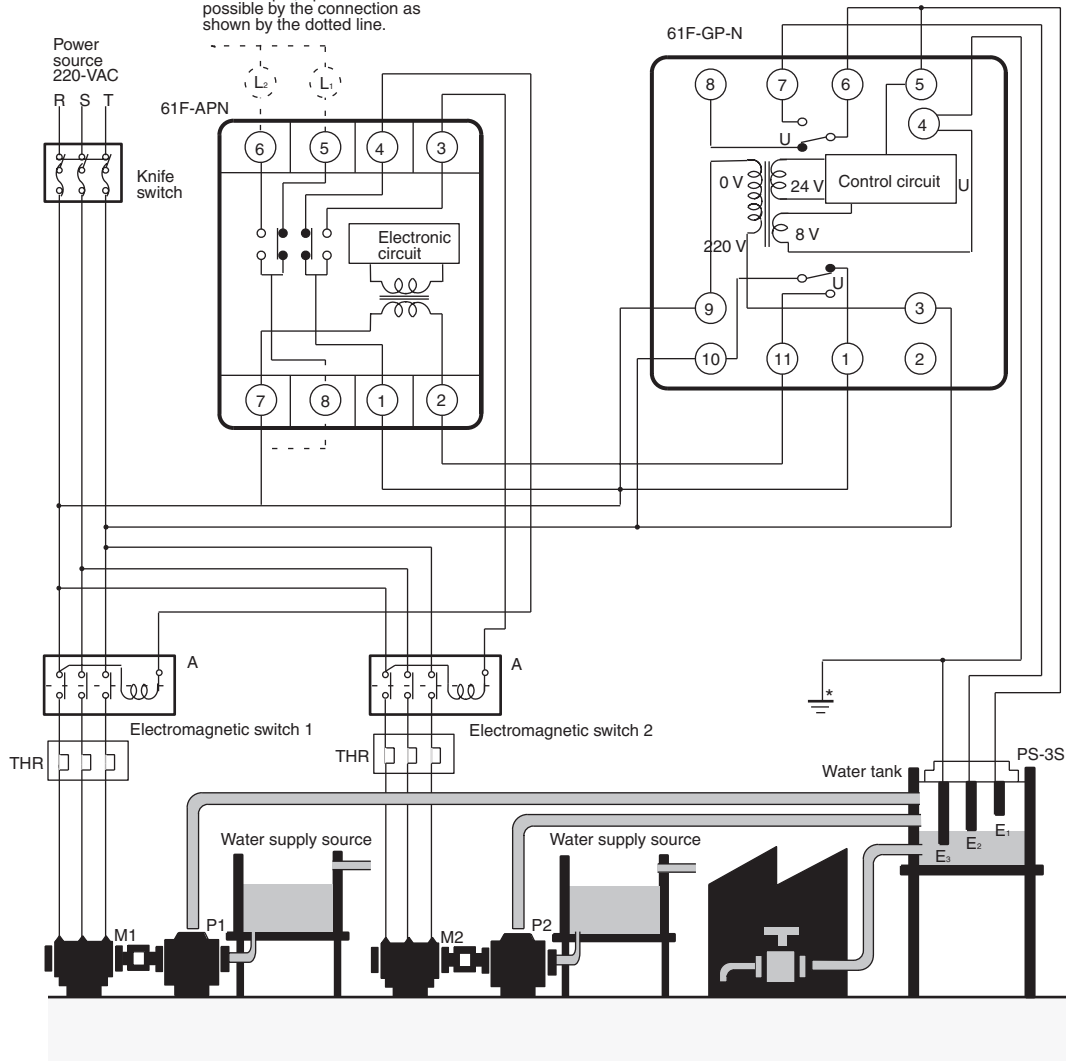 possible by the connection as
shown by the dotted line.
Power
source
220-VAC
R S T
Knife
switch
61F-APN
L2 L1
6 5 4 3
Electronic
circuit
7 8 1 2
61F-GP-N
8 7 6 5
4
U
0 V
24 V
Control circuit
U
220 V
8 V
U
9
3
10 11 1 2
A
Electromagnetic switch 1
THR
A
Electromagnetic switch 2
THR
*
PS-3S
Water tank
E1
E2
E3
Water supply source
Water supply source
M1
P1
M2
P2